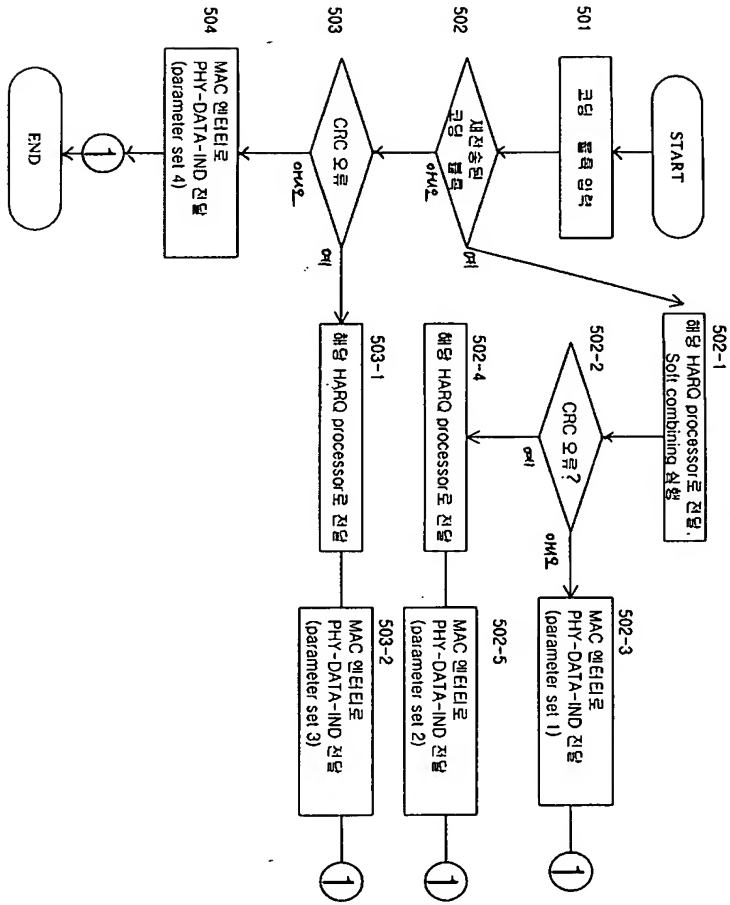 START
501
코딩 블록 입력
502
재전송된
코딩 블록
아니오
예
502-1
해당 HARQ processor로 전달.
Soft combining 실행
502-2
CRC 오류?
예
아니오
502-3
MAC 엔터티로
PHY-DATA-IND 전달
(parameter set 1)
1
502-4
해당 HARQ processor로 전달
502-5
MAC 엔터티로
PHY-DATA-IND 전달
(parameter set 2)
1
503
CRC 오류
아니오
예
503-1
해당 HARQ processor로 전달
503-2
MAC 엔터티로
PHY-DATA-IND 전달
(parameter set 3)
1
504
MAC 엔터티로
PHY-DATA-IND 전달
(parameter set 4)
1
END